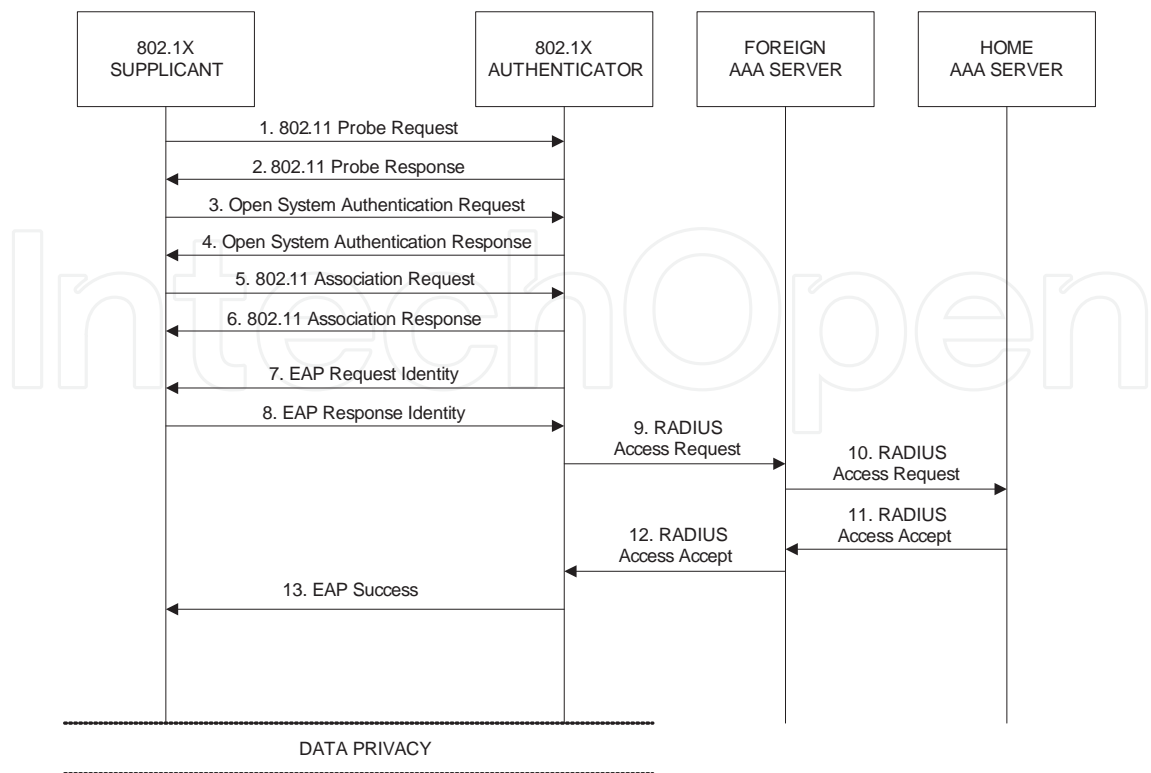 802.1X
SUPPLICANT
802.1X
AUTHENTICATOR
FOREIGN
AAA SERVER
HOME
AAA SERVER
1. 802.11 Probe Request
2. 802.11 Probe Response
3. Open System Authentication Request
4. Open System Authentication Response
5. 802.11 Association Request
6. 802.11 Association Response
7. EAP Request Identity
8. EAP Response Identity
9. RADIUS
Access Request
10. RADIUS
Access Request
11. RADIUS
Access Accept
12. RADIUS
Access Accept
13. EAP Success
DATA PRIVACY
IntechOpen